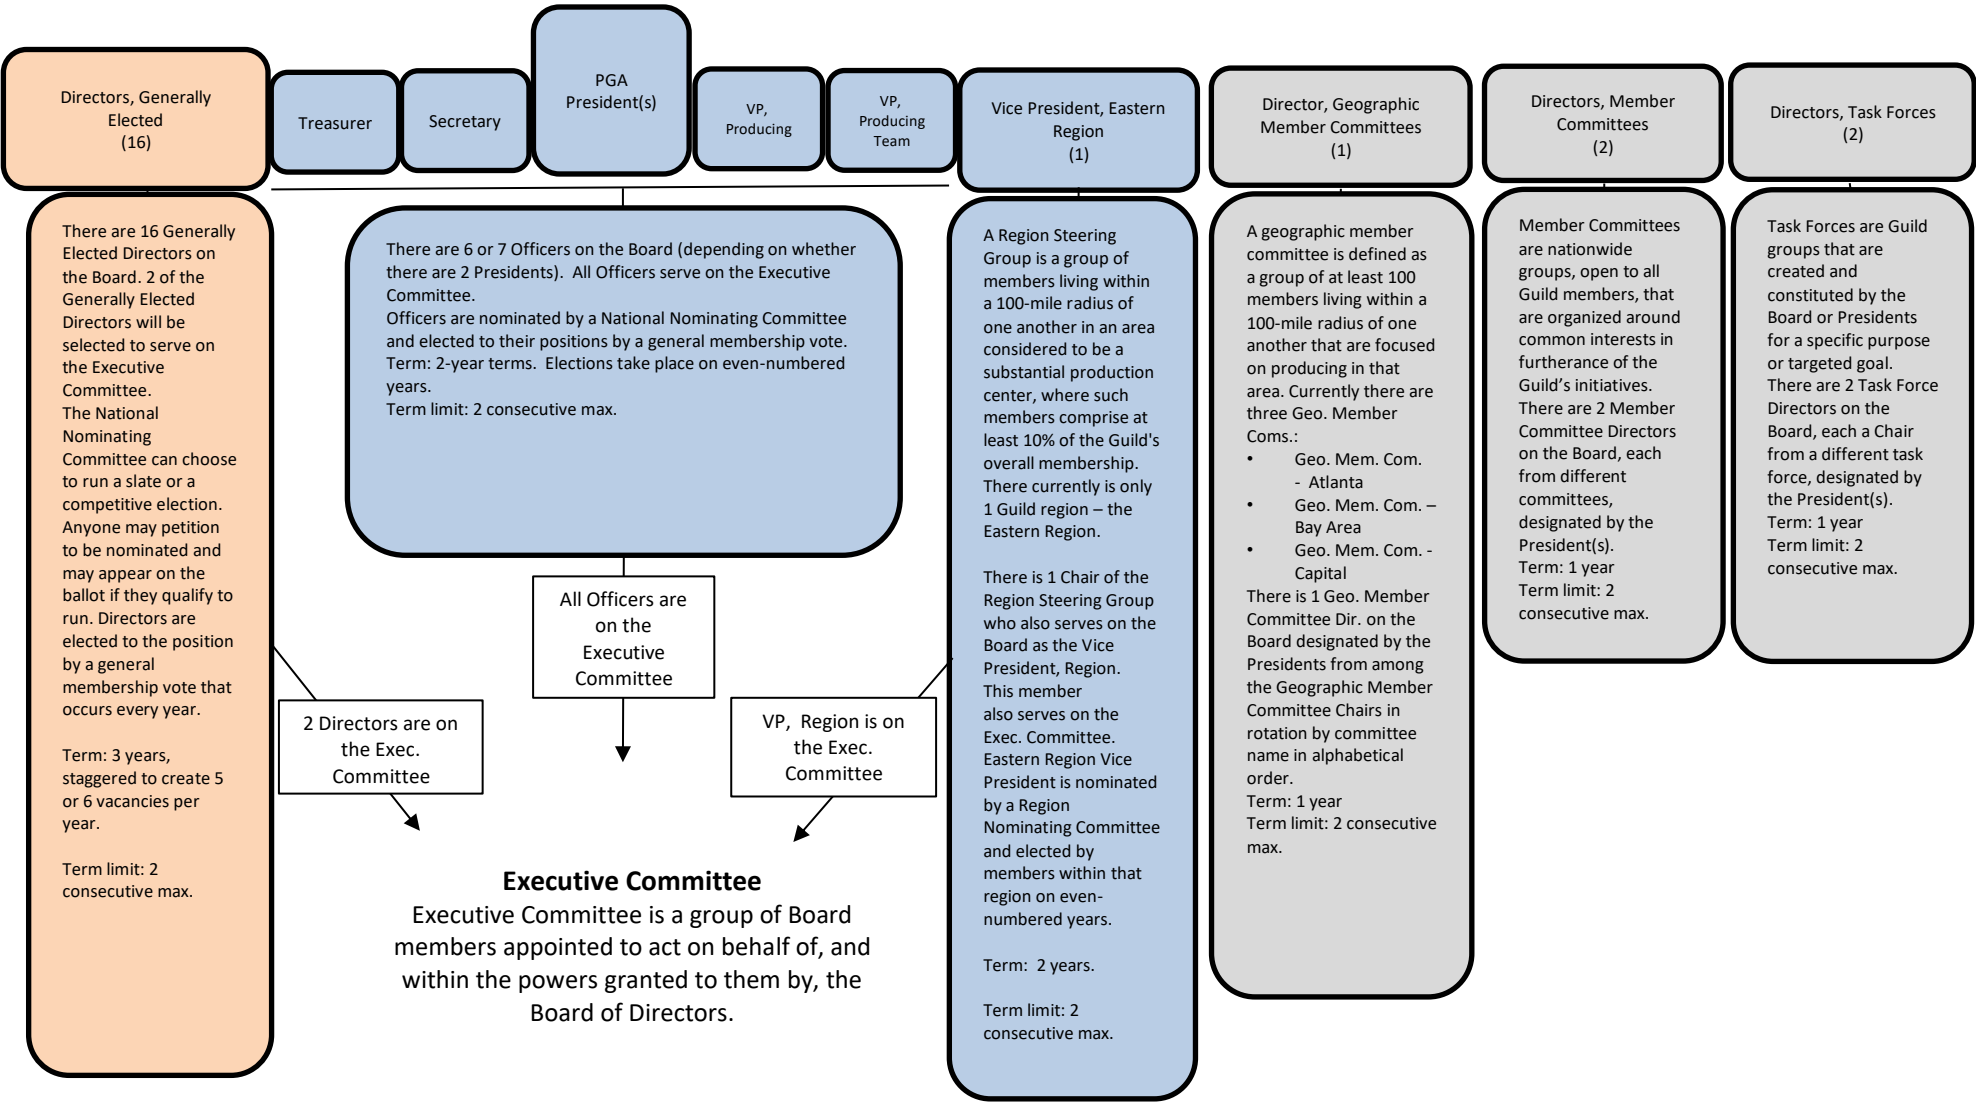 Directors, Generally
Elected
(16)
Treasurer
Secretary
PGA
President(s)
VP,
Producing
VP,
Producing
Team
Vice President, Eastern
Region
(1)
Director, Geographic
Member Committees
(1)
Directors, Member
Committees
(2)
Directors, Task Forces
(2)
There are 16 Generally
Elected Directors on
the Board. 2 of the
Generally Elected
Directors will be
selected to serve on
the Executive
Committee.
The National
Nominating
Committee can choose
to run a slate or a
competitive election.
Anyone may petition
to be nominated and
may appear on the
ballot if they qualify to
run. Directors are
elected to the position
by a general
membership vote that
occurs every year.
Term: 3 years,
staggered to create 5
or 6 vacancies per
year.
Term limit: 2
consecutive max.
There are 6 or 7 Officers on the Board (depending on whether
there are 2 Presidents).  All Officers serve on the Executive
Committee.
Officers are nominated by a National Nominating Committee
and elected to their positions by a general membership vote.
Term: 2-year terms.  Elections take place on even-numbered
years.
Term limit: 2 consecutive max.
All Officers are
on the
Executive
Committee
2 Directors are on
the Exec.
Committee
VP,  Region is on
the Exec.
Committee
Executive Committee
Executive Committee is a group of Board
members appointed to act on behalf of, and
within the powers granted to them by, the
Board of Directors.
A Region Steering
Group is a group of
members living within
a 100-mile radius of
one another in an area
considered to be a
substantial production
center, where such
members comprise at
least 10% of the Guild's
overall membership.
There currently is only
1 Guild region – the
Eastern Region.
There is 1 Chair of the
Region Steering Group
who also serves on the
Board as the Vice
President, Region.
This member
also serves on the
Exec. Committee.
Eastern Region Vice
President is nominated
by a Region
Nominating Committee
and elected by
members within that
region on even-
numbered years.
Term:  2 years.
Term limit: 2
consecutive max.
A geographic member
committee is defined as
a group of at least 100
members living within a
100-mile radius of one
another that are focused
on producing in that
area. Currently there are
three Geo. Member
Coms.:
• Geo. Mem. Com.
-  Atlanta
• Geo. Mem. Com. –
Bay Area
• Geo. Mem. Com. -
Capital
There is 1 Geo. Member
Committee Dir. on the
Board designated by the
Presidents from among
the Geographic Member
Committee Chairs in
rotation by committee
name in alphabetical
order.
Term: 1 year
Term limit: 2 consecutive
max.
Member Committees
are nationwide
groups, open to all
Guild members, that
are organized around
common interests in
furtherance of the
Guild’s initiatives.
There are 2 Member
Committee Directors
on the Board, each
from different
committees,
designated by the
President(s).
Term: 1 year
Term limit: 2
consecutive max.
Task Forces are Guild
groups that are
created and
constituted by the
Board or Presidents
for a specific purpose
or targeted goal.
There are 2 Task Force
Directors on the
Board, each a Chair
from a different task
force, designated by
the President(s).
Term: 1 year
Term limit: 2
consecutive max.